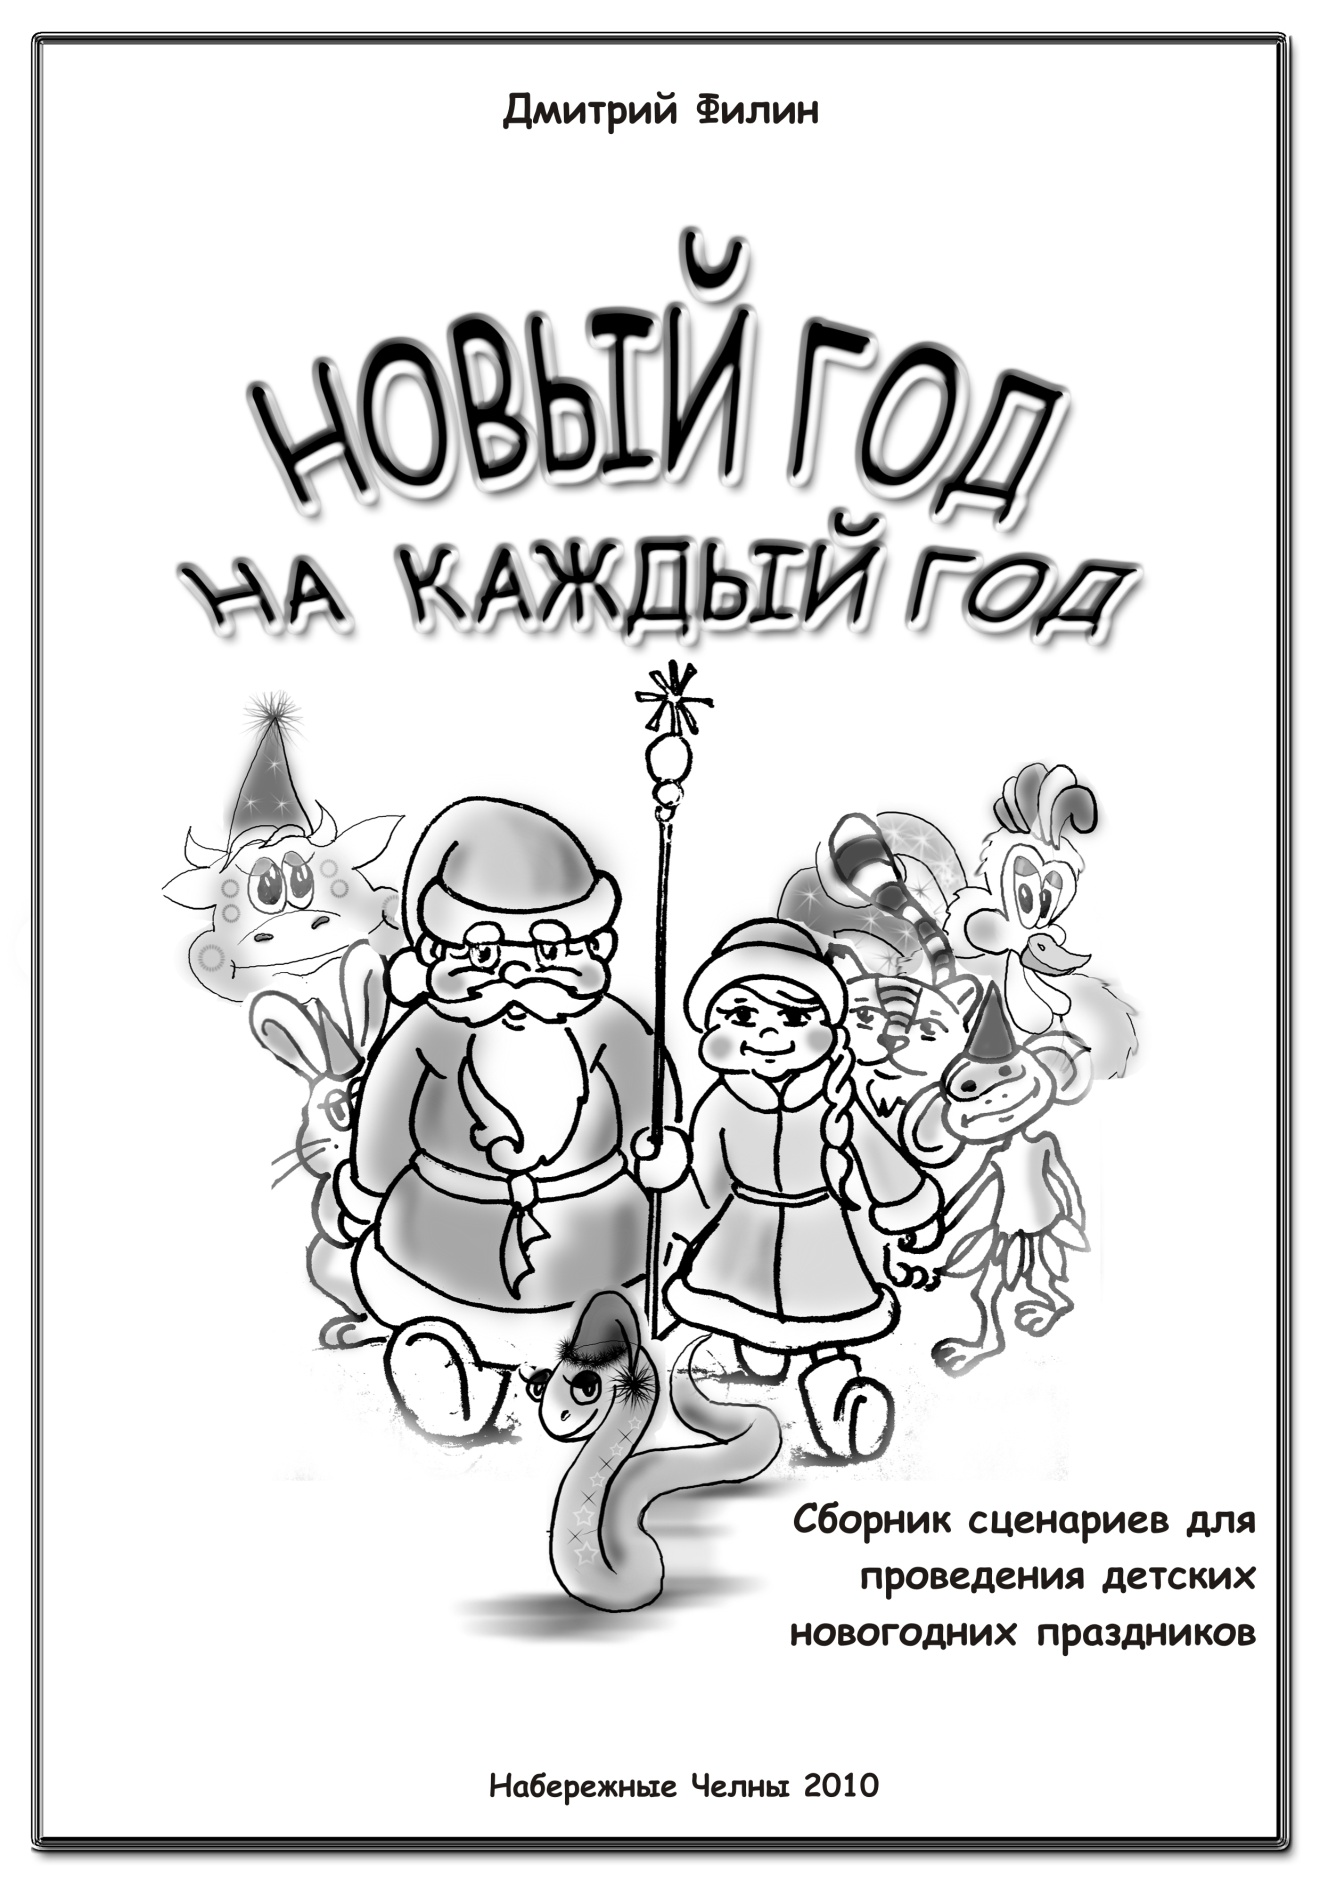 Дмитрий Филин
НОВЫЙ ГОД
НА КАЖДЫЙ ГОД
Сборник сценариев для
проведения детских
новогодних праздников
Набережные Челны 2010